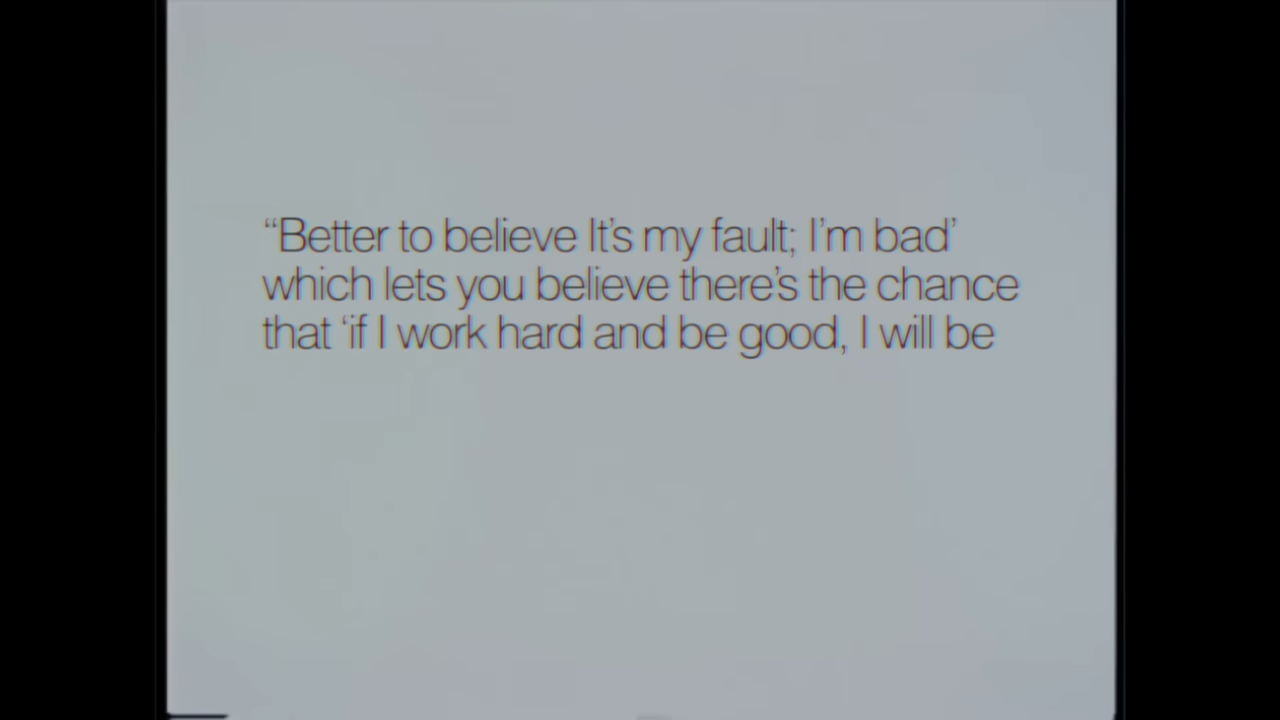 “Better to believe It’s my fault; I’m bad’
which lets you believe there’s the chance
that ‘if I work hard and be good, I will be